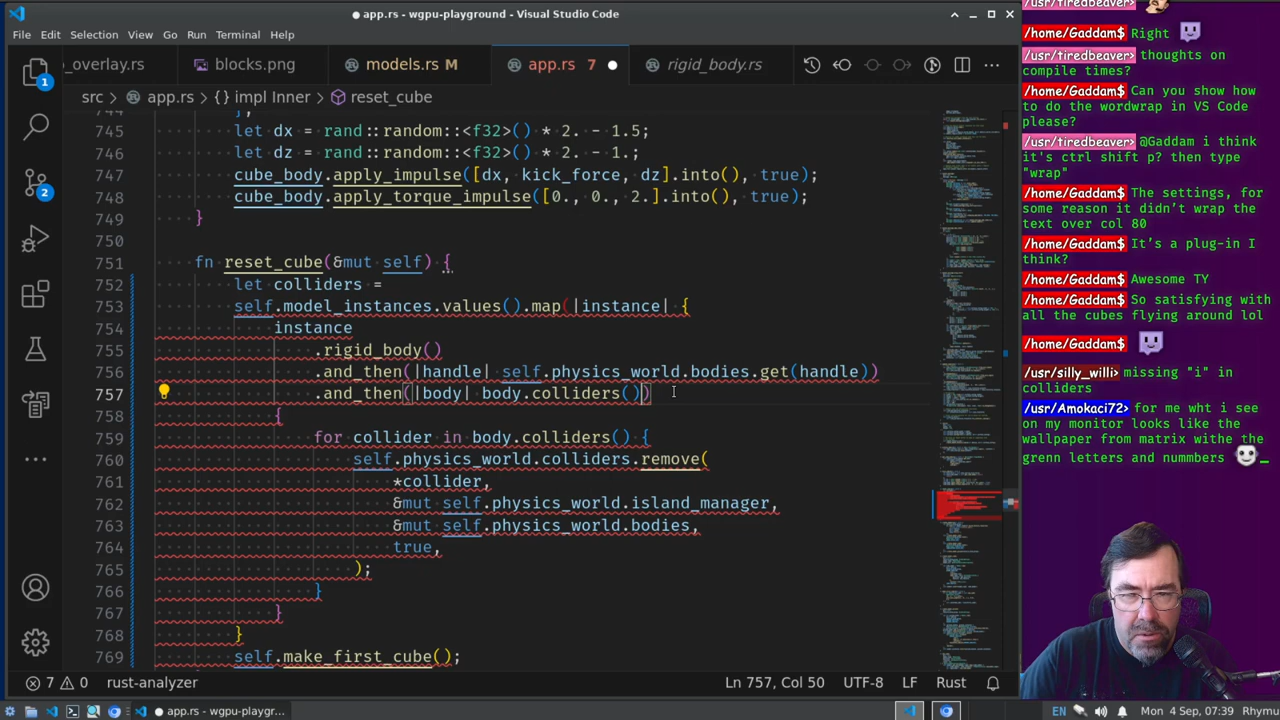 app.rs - wgpu-playground - Visual Studio Code
File Edit Selection View Go Run Terminal Help
_overlay.rs blocks.png models.rs M app.rs 7 rigid_body.rs
src > app.rs > {} impl Inner > reset_cube
745 let dx = rand::random::<f32>() * 2. - 1.5;
746 let dz = rand::random::<f32>() * 2. - 1.;
cube_body.apply_impulse([dx, kick_force, dz].into(), true);
cube_body.apply_torque_impulse([0., 0., 2.].into(), true);
749 }
750
751 fn reset_cube(&mut self) {
752 let colliders =
self.model_instance.values().map(|instance| {
instance
.rigid_body()
756 .and_then(|handle| self.physics_world.bodies.get(handle))
.and_then(|body| body.colliders())
{
for collider in body.colliders() {
760 self.physics_world.colliders.remove(
761 *collider,
762 &mut self.physics_world.island_manager,
763 &mut self.physics_world.bodies,
764 true,
765 );
766 }
767 }
768 }
self.make_first_cube();
7 0 rust-analyzer Ln 757, Col 50 UTF-8 LF Rust
app.rs - wgpu-playgr... EN Mon 4 Sep, 07:39 Rhymu
/usr/tiredbeaver>
/home/Gaddam$ Right
/usr/tiredbeaver> thoughts on
compile times?
/home/Gaddam$ Can you show how
to do the wordwrap in VS Code
please?
/usr/tiredbeaver> @Gaddam i think
it's ctrl shift p? then type
"wrap"
/home/Gaddam$ The settings, for
some reason it didn't wrap the
text over col 80
/home/Gaddam$ It's a plug-in I
think?
/home/Gaddam$ Awesome TY
/home/Gaddam$ So satisfying with
all the cubes flying around lol
/home/Gaddam$
/usr/silly_willi> missing "i" in
colliders
/usr/Amokaci72> for me wht i see
on my monitor looks like the
wallpaper from matrix withe the
grenn letters and nummbers